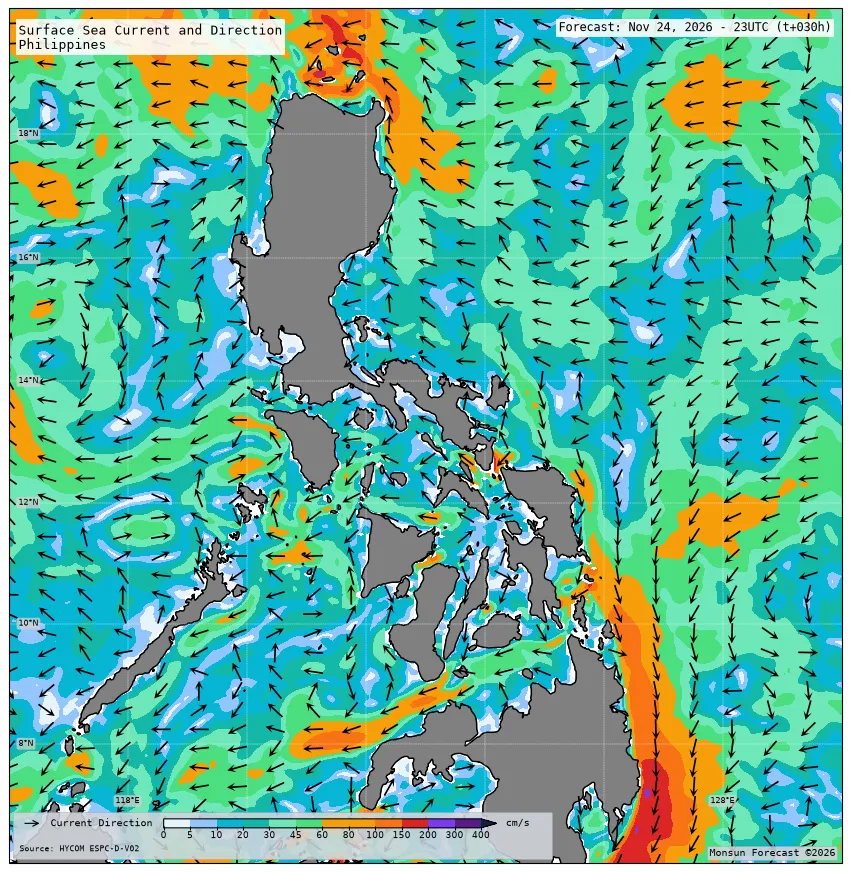 Surface Sea Current and Direction
Philippines
Forecast: Nov 24, 2026 - 23UTC (t+030h)
18°N
16°N
14°N
12°N
10°N
8°N
118°E
128°E
Current Direction
0 5 10 20 30 45 60 80 100 150 200 300 400
cm/s
Source: HYCOM ESPC-D-V02
Monsun Forecast ©2026